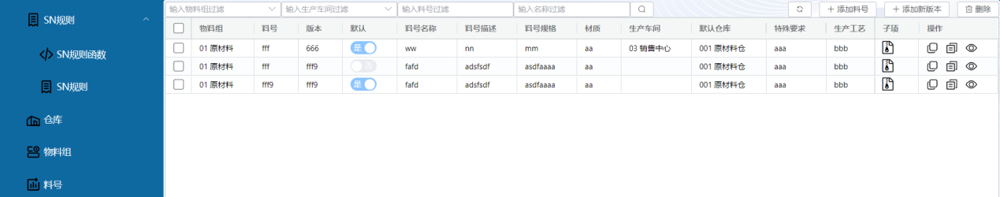 SN规则
SN规则函数
SN规则
仓库
物料组
料号
输入物料组过滤 输入生产车间过滤 输入料号过滤 输入名称过滤 添加料号 添加新版本 删除
物料组 料号 版本 默认 料号名称 料号描述 料号规格 材质 生产车间 默认仓库 特殊要求 生产工艺 子项 操作
01 原材料 fff 666 是 ww nn mm aa 03 销售中心 001 原材料仓 aaa bbb
01 原材料 fff fff9 否 fafd adsfsdf asdfaaaa aa 001 原材料仓 aaa bbb
01 原材料 fff9 fff9 是 fafd adsfsdf asdfaaaa aa 001 原材料仓 aaa bbb